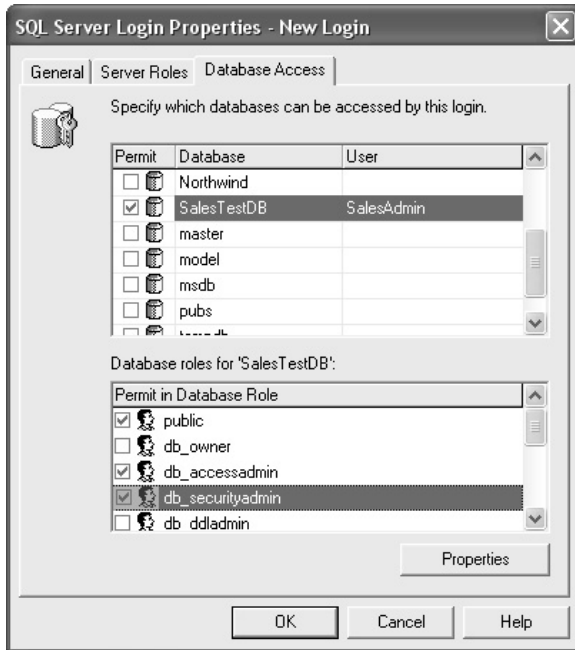 SQL Server Login Properties - New Login
General Server Roles Database Access
Specify which databases can be accessed by this login.
Permit Database User
Northwind
SalesTestDB SalesAdmin
master
model
msdb
pubs
Database roles for 'SalesTestDB':
Permit in Database Role
public
db_owner
db_accessadmin
db_securityadmin
db_ddladmin
Properties
OK Cancel Help